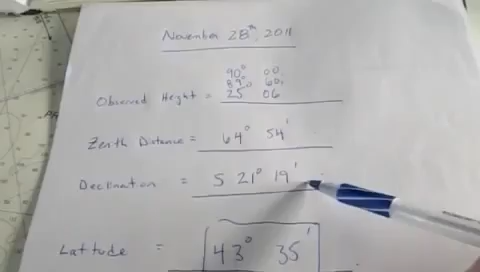 November 28th, 2011
90° 00'
89° 60'
Observed Height = 25° 06
Zenth Distance = 64° 54'
Declination = S 21° 19'
Latitude = 43° 35'